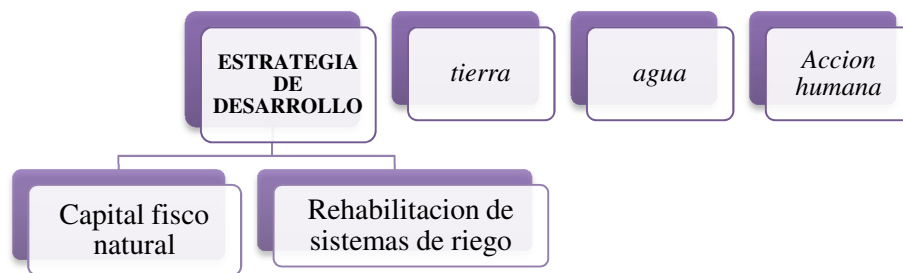 ESTRATEGIA
DE
DESARROLLO
tierra
agua
Accion
humana
Capital fisco
natural
Rehabilitacion de
sistemas de riego